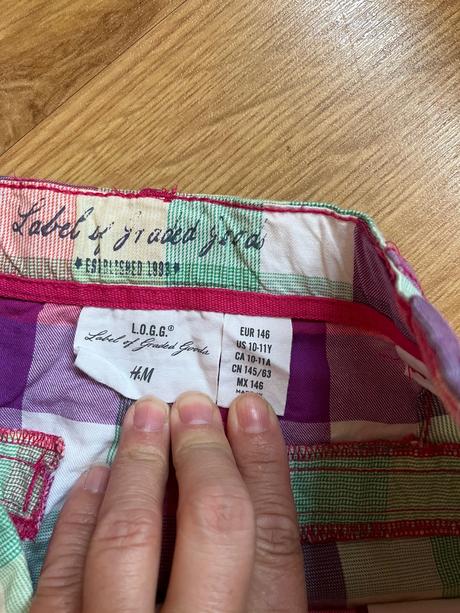 Label of Graded Goods
*ESTABLISHED 1993*
L.O.G.G.®
Label of Graded Goods
H&M
EUR 146
US 10-11Y
CA 10-11A
CN 145/63
MX 146